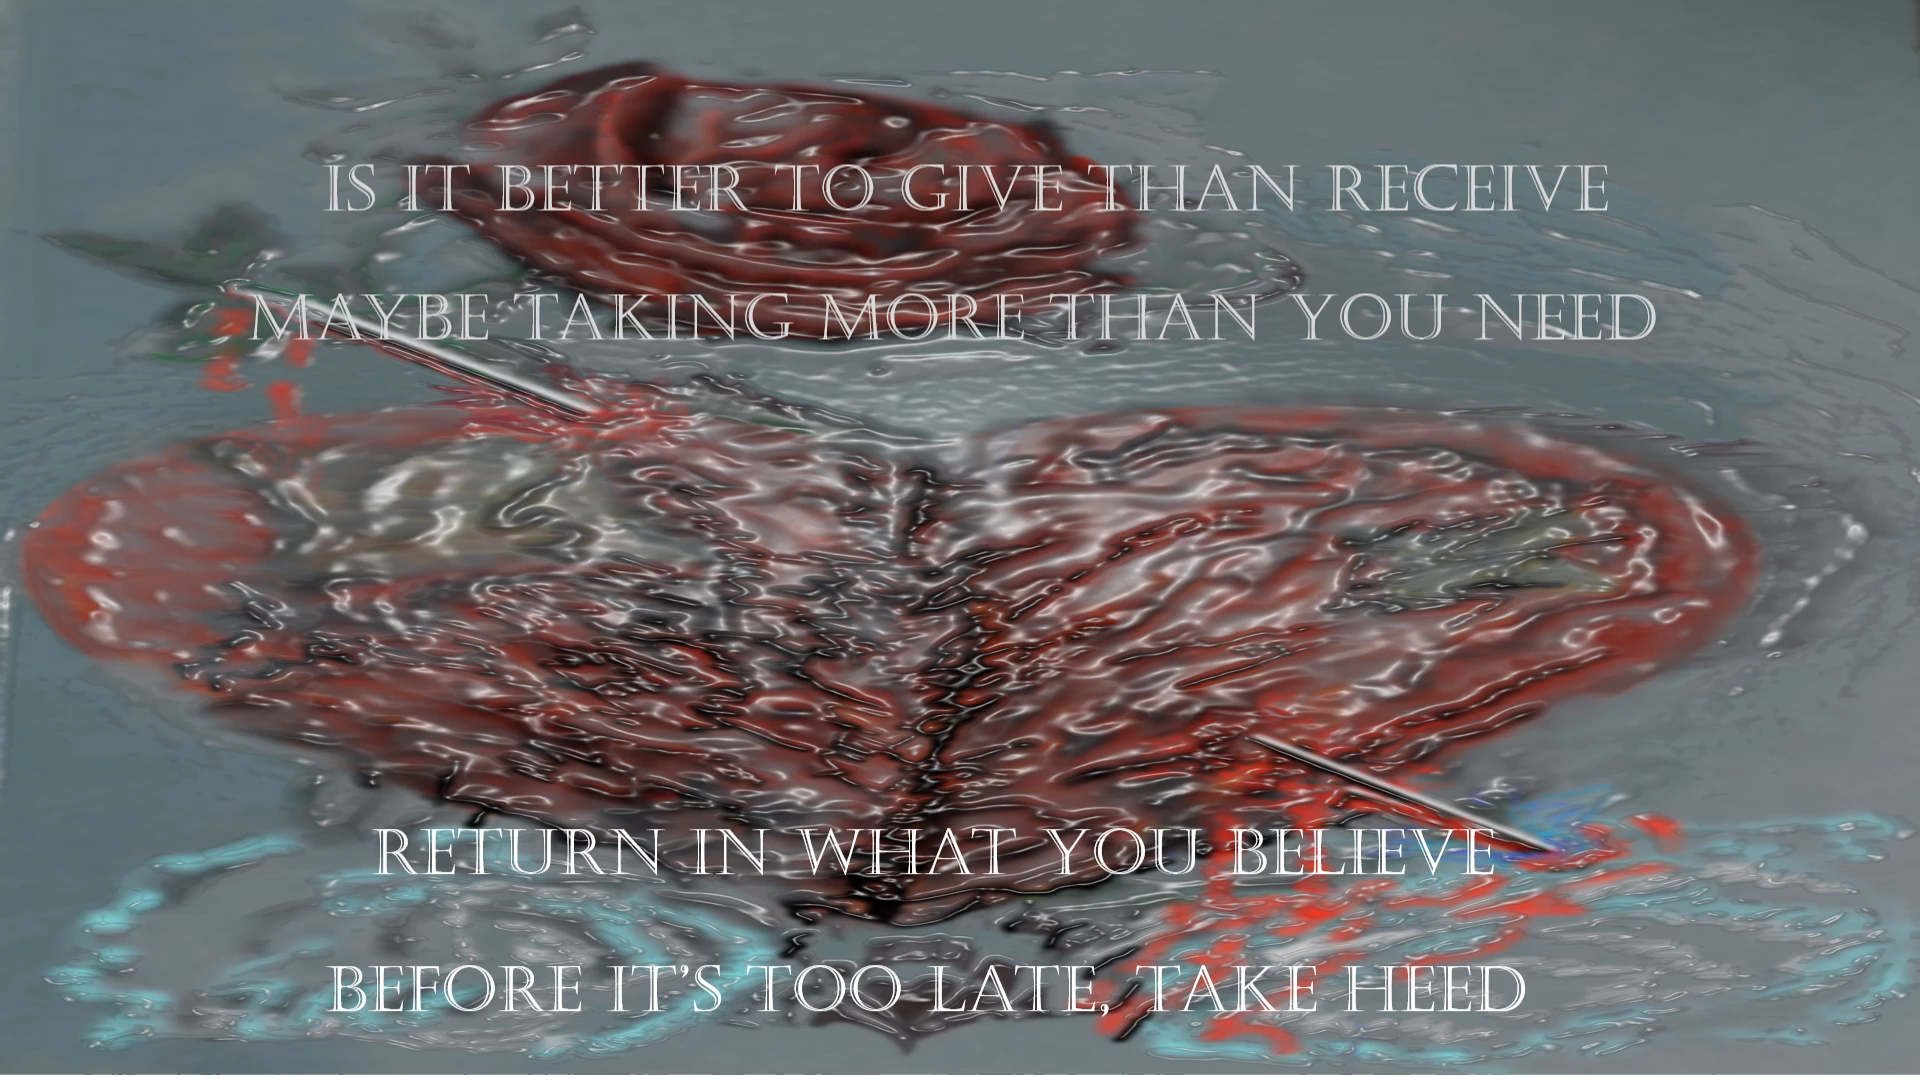 IS IT BETTER TO GIVE THAN RECEIVE
MAYBE TAKING MORE THAN YOU NEED
RETURN IN WHAT YOU BELIEVE
BEFORE IT'S TOO LATE, TAKE HEED